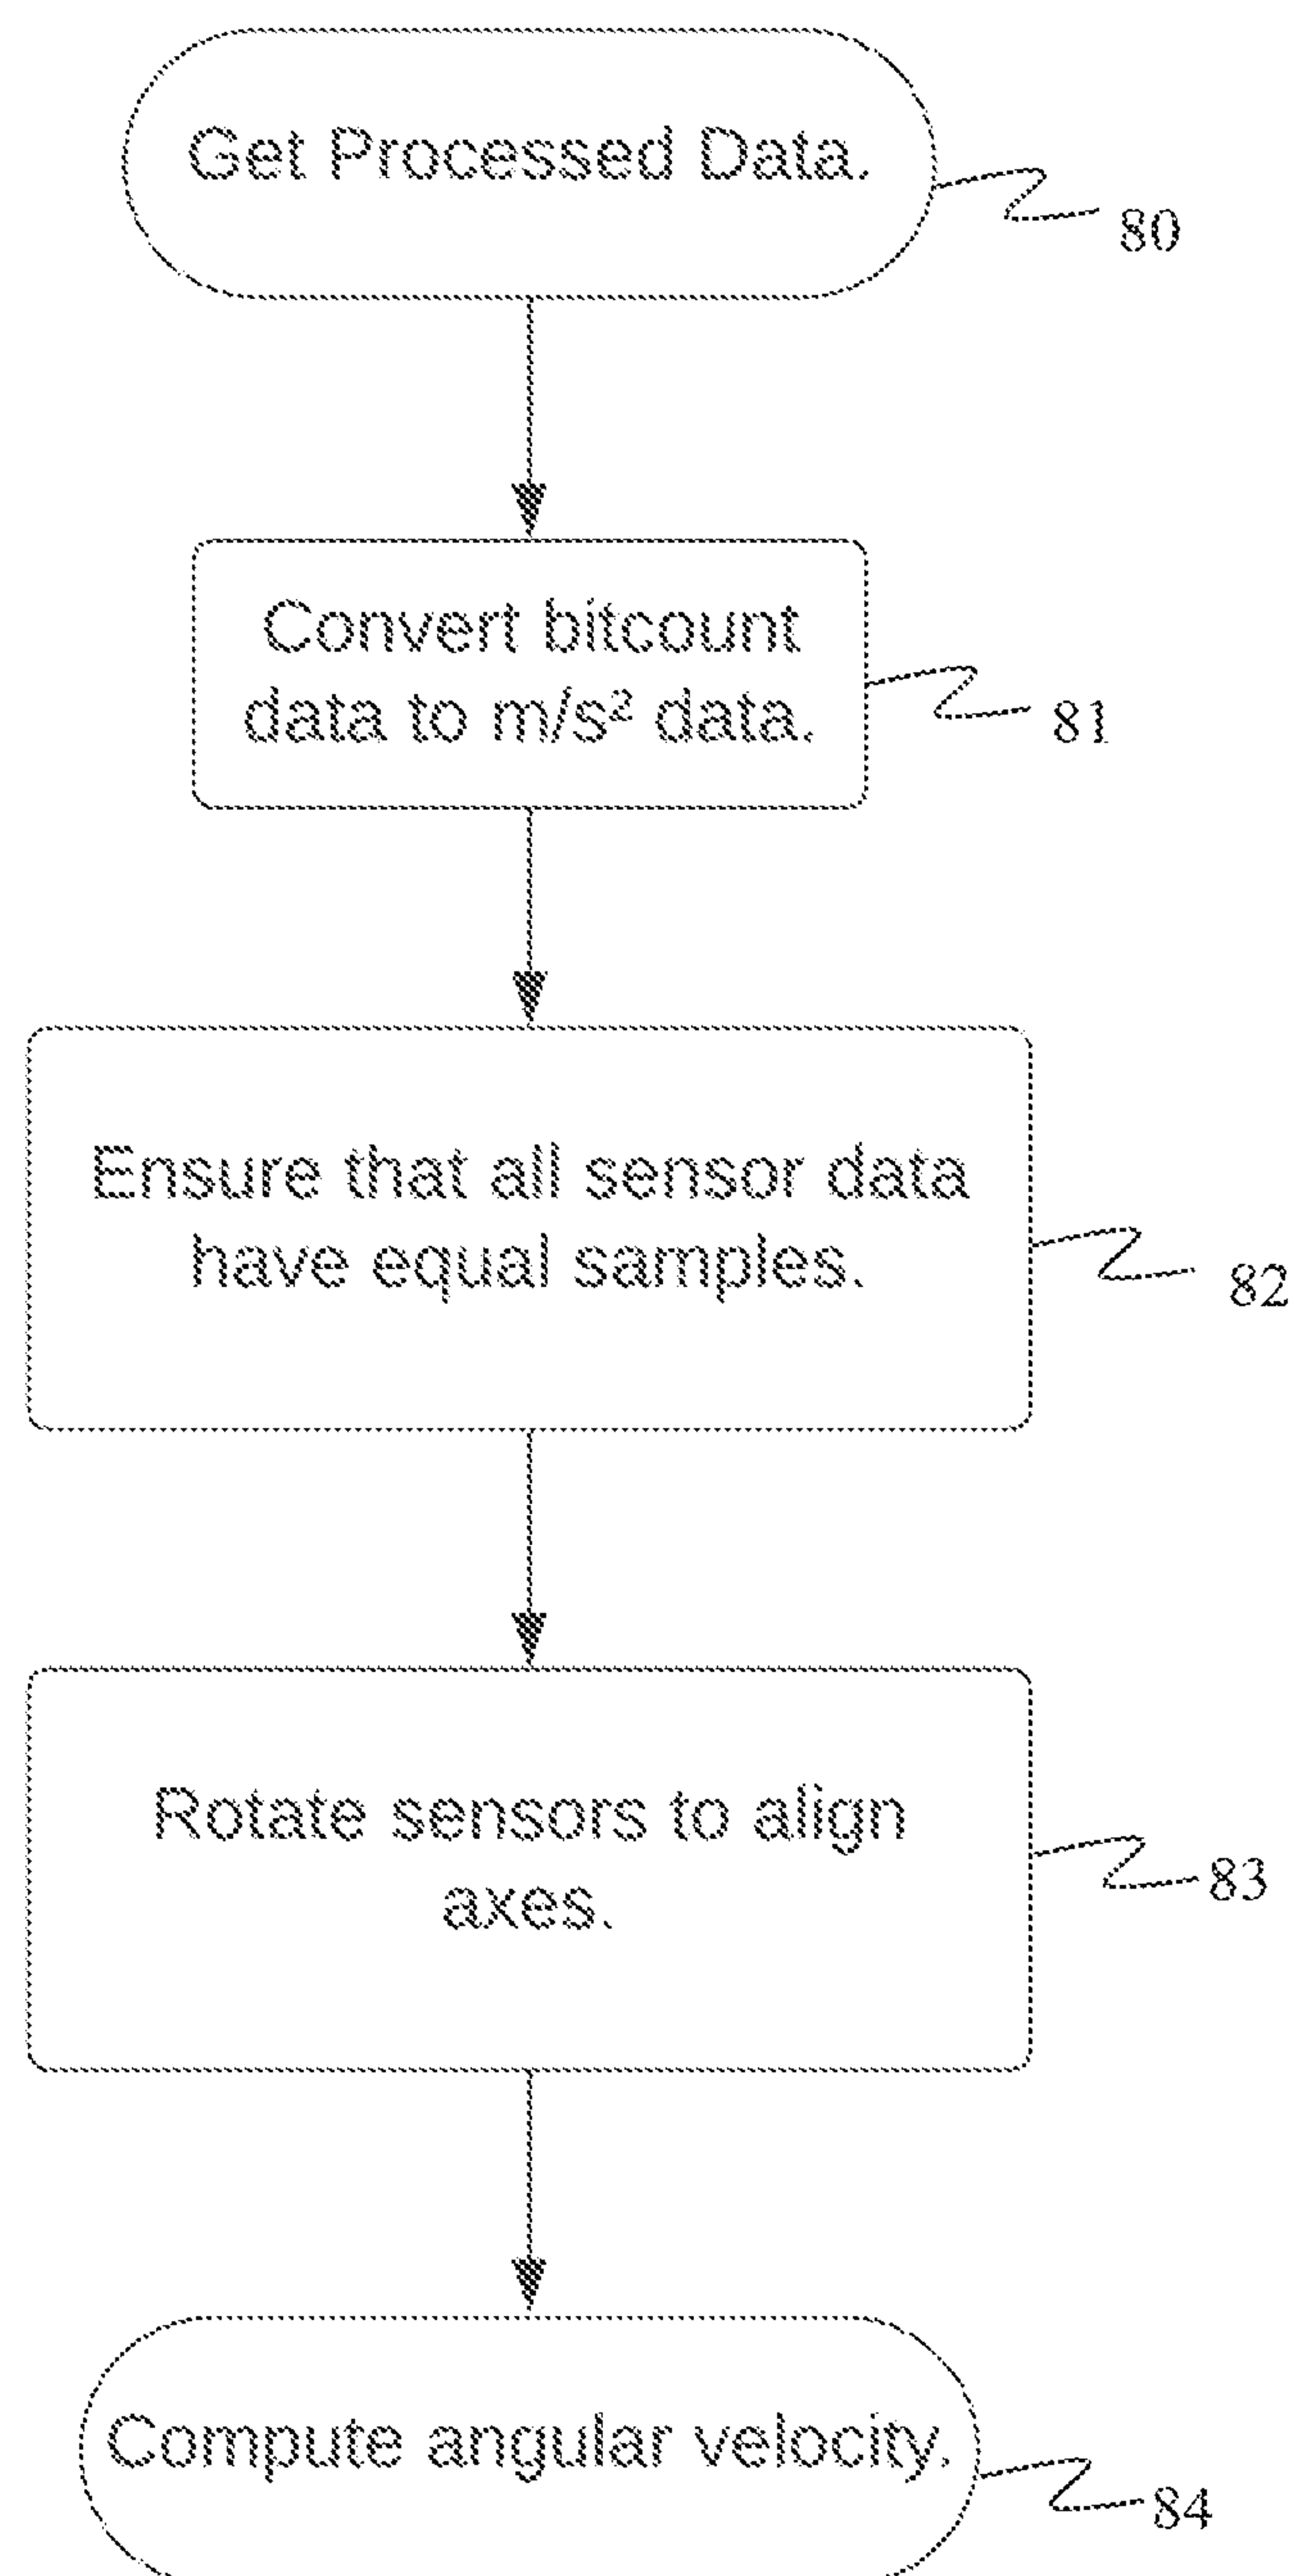 Get Processed Data.
80
Convert bitcount
data to m/s² data.
81
Ensure that all sensor data
have equal samples.
82
Rotate sensors to align
axes.
83
Compute angular velocity.
84